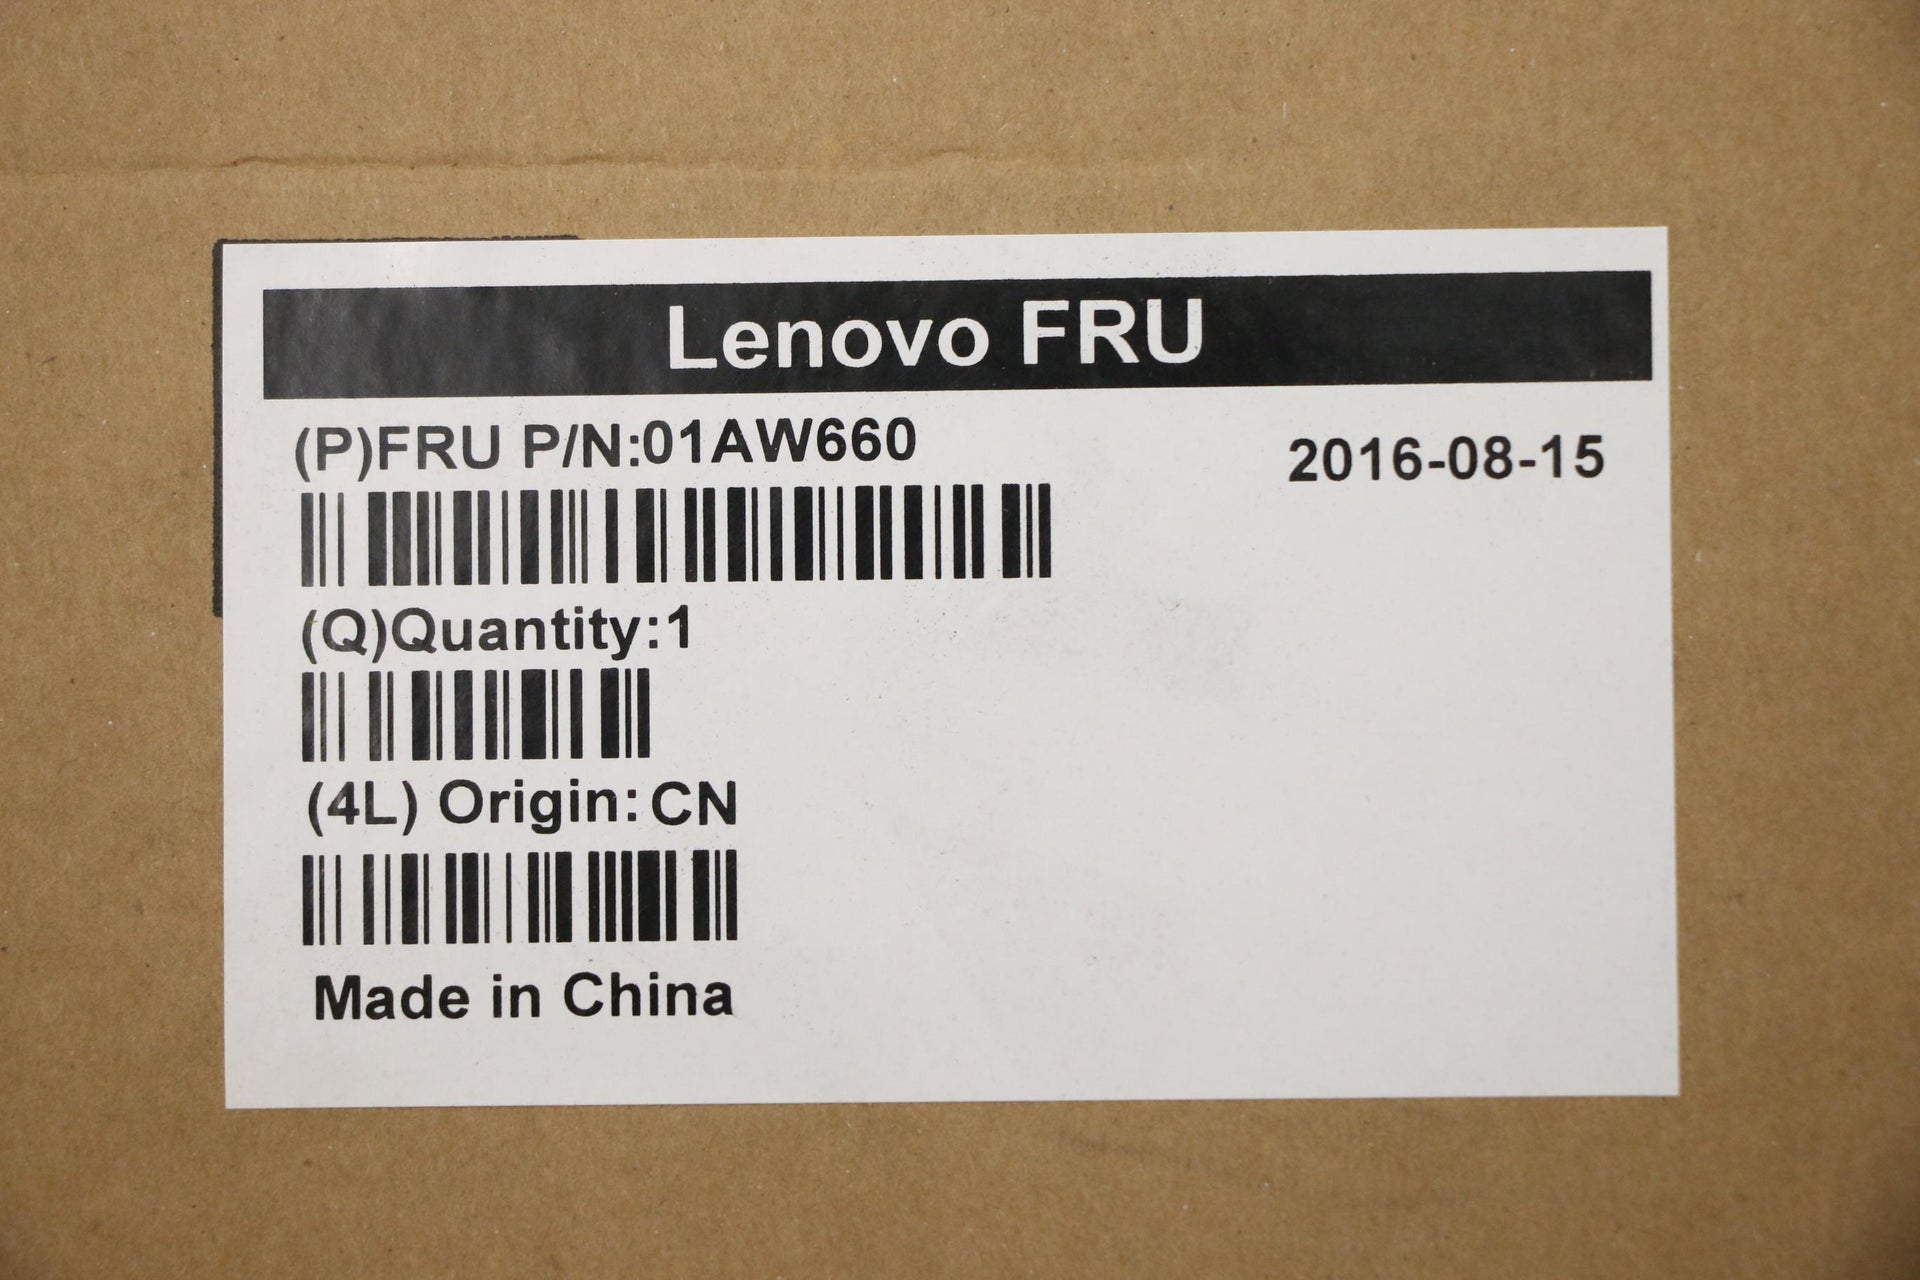 Lenovo FRU
(P)FRU P/N:01AW660
2016-08-15
(Q)Quantity:1
(4L) Origin: CN
Made in China